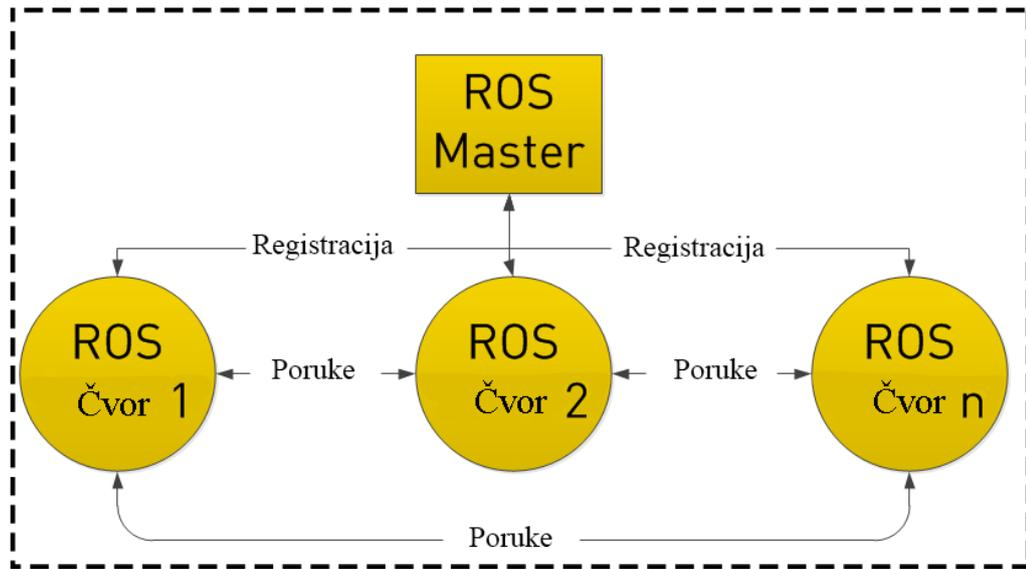 ROS
Master
Registracija
Registracija
ROS
Čvor 1
Poruke
ROS
Čvor 2
Poruke
ROS
Čvor n
Poruke